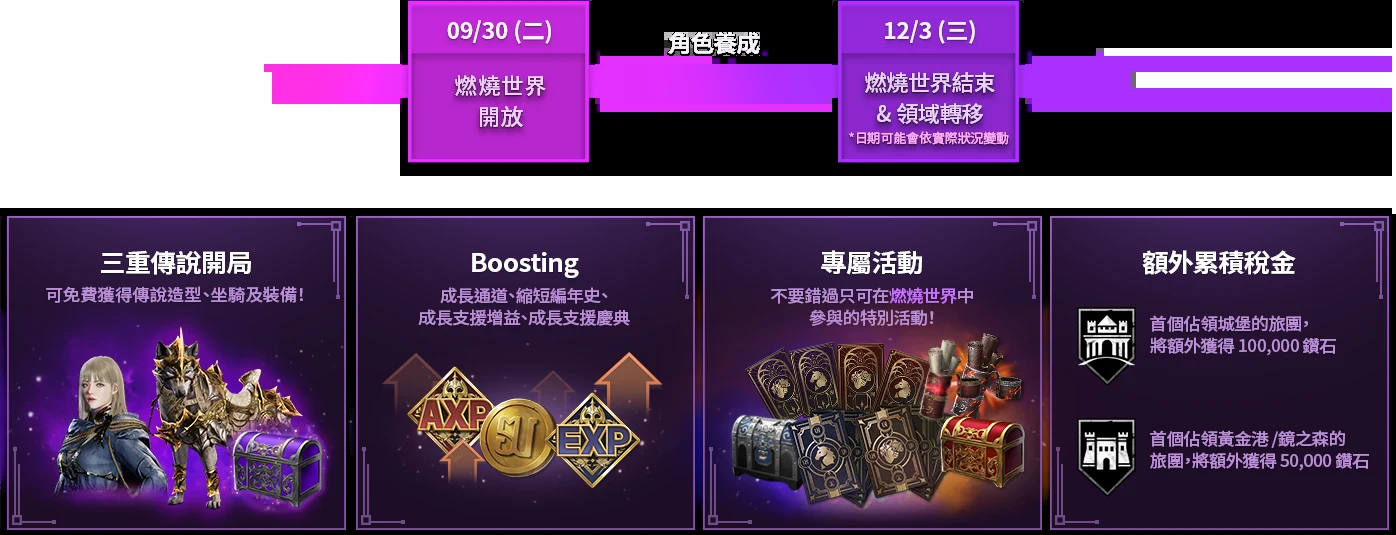 09/30 (二)
燃燒世界
開放
角色養成
12/3 (三)
燃燒世界結束
& 領域轉移
*日期可能會依實際狀況變動
三重傳說開局
可免費獲得傳說造型、坐騎及裝備!
Boosting
成長通道、縮短編年史、
成長支援增益、成長支援慶典
AXP
EXP
專屬活動
不要錯過只可在燃燒世界中
參與的特別活動!
額外累積稅金
首個佔領城堡的旅團,
將額外獲得 100,000 鑽石
首個佔領黃金港/鏡之森的
旅團,將額外獲得 50,000 鑽石